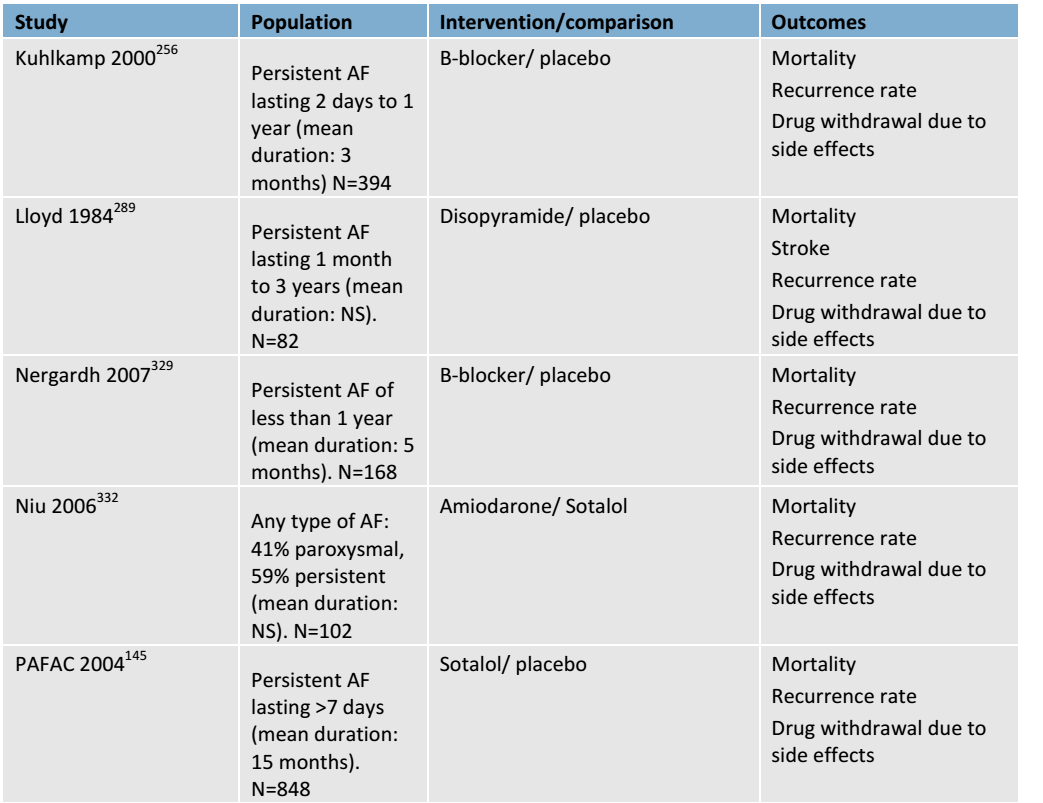 Study Population Intervention/comparison Outcomes
Kuhlkamp 2000256
Persistent AF
lasting 2 days to 1
year (mean
duration: 3
months) N=394
B-blocker/ placebo
Mortality
Recurrence rate
Drug withdrawal due to
side effects
Lloyd 1984289
Persistent AF
lasting 1 month
to 3 years (mean
duration: NS).
N=82
Disopyramide/ placebo
Mortality
Stroke
Recurrence rate
Drug withdrawal due to
side effects
Nergardh 2007329
Persistent AF of
less than 1 year
(mean duration: 5
months). N=168
B-blocker/ placebo
Mortality
Recurrence rate
Drug withdrawal due to
side effects
Niu 2006332
Any type of AF:
41% paroxysmal,
59% persistent
(mean duration:
NS). N=102
Amiodarone/ Sotalol
Mortality
Recurrence rate
Drug withdrawal due to
side effects
PAFAC 2004145
Persistent AF
lasting >7 days
(mean duration:
15 months).
N=848
Sotalol/ placebo
Mortality
Recurrence rate
Drug withdrawal due to
side effects